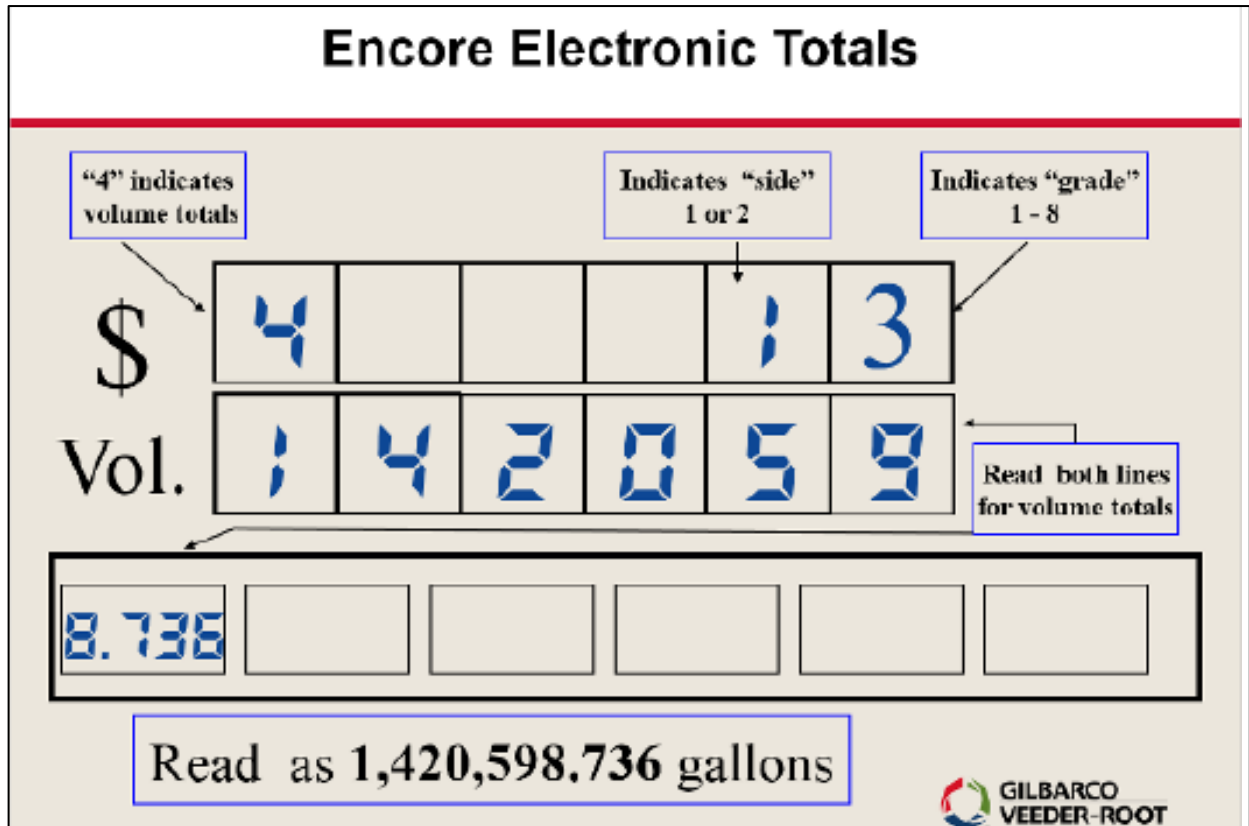 Encore Electronic Totals
“4” indicates
volume totals
Indicates “side”
1 or 2
Indicates “grade”
1 - 8
$ 4 1 3
Vol. 1 4 2 0 5 9
Read both lines
for volume totals
8.736
Read as 1,420,598.736 gallons
GILBARCO
VEEDER-ROOT